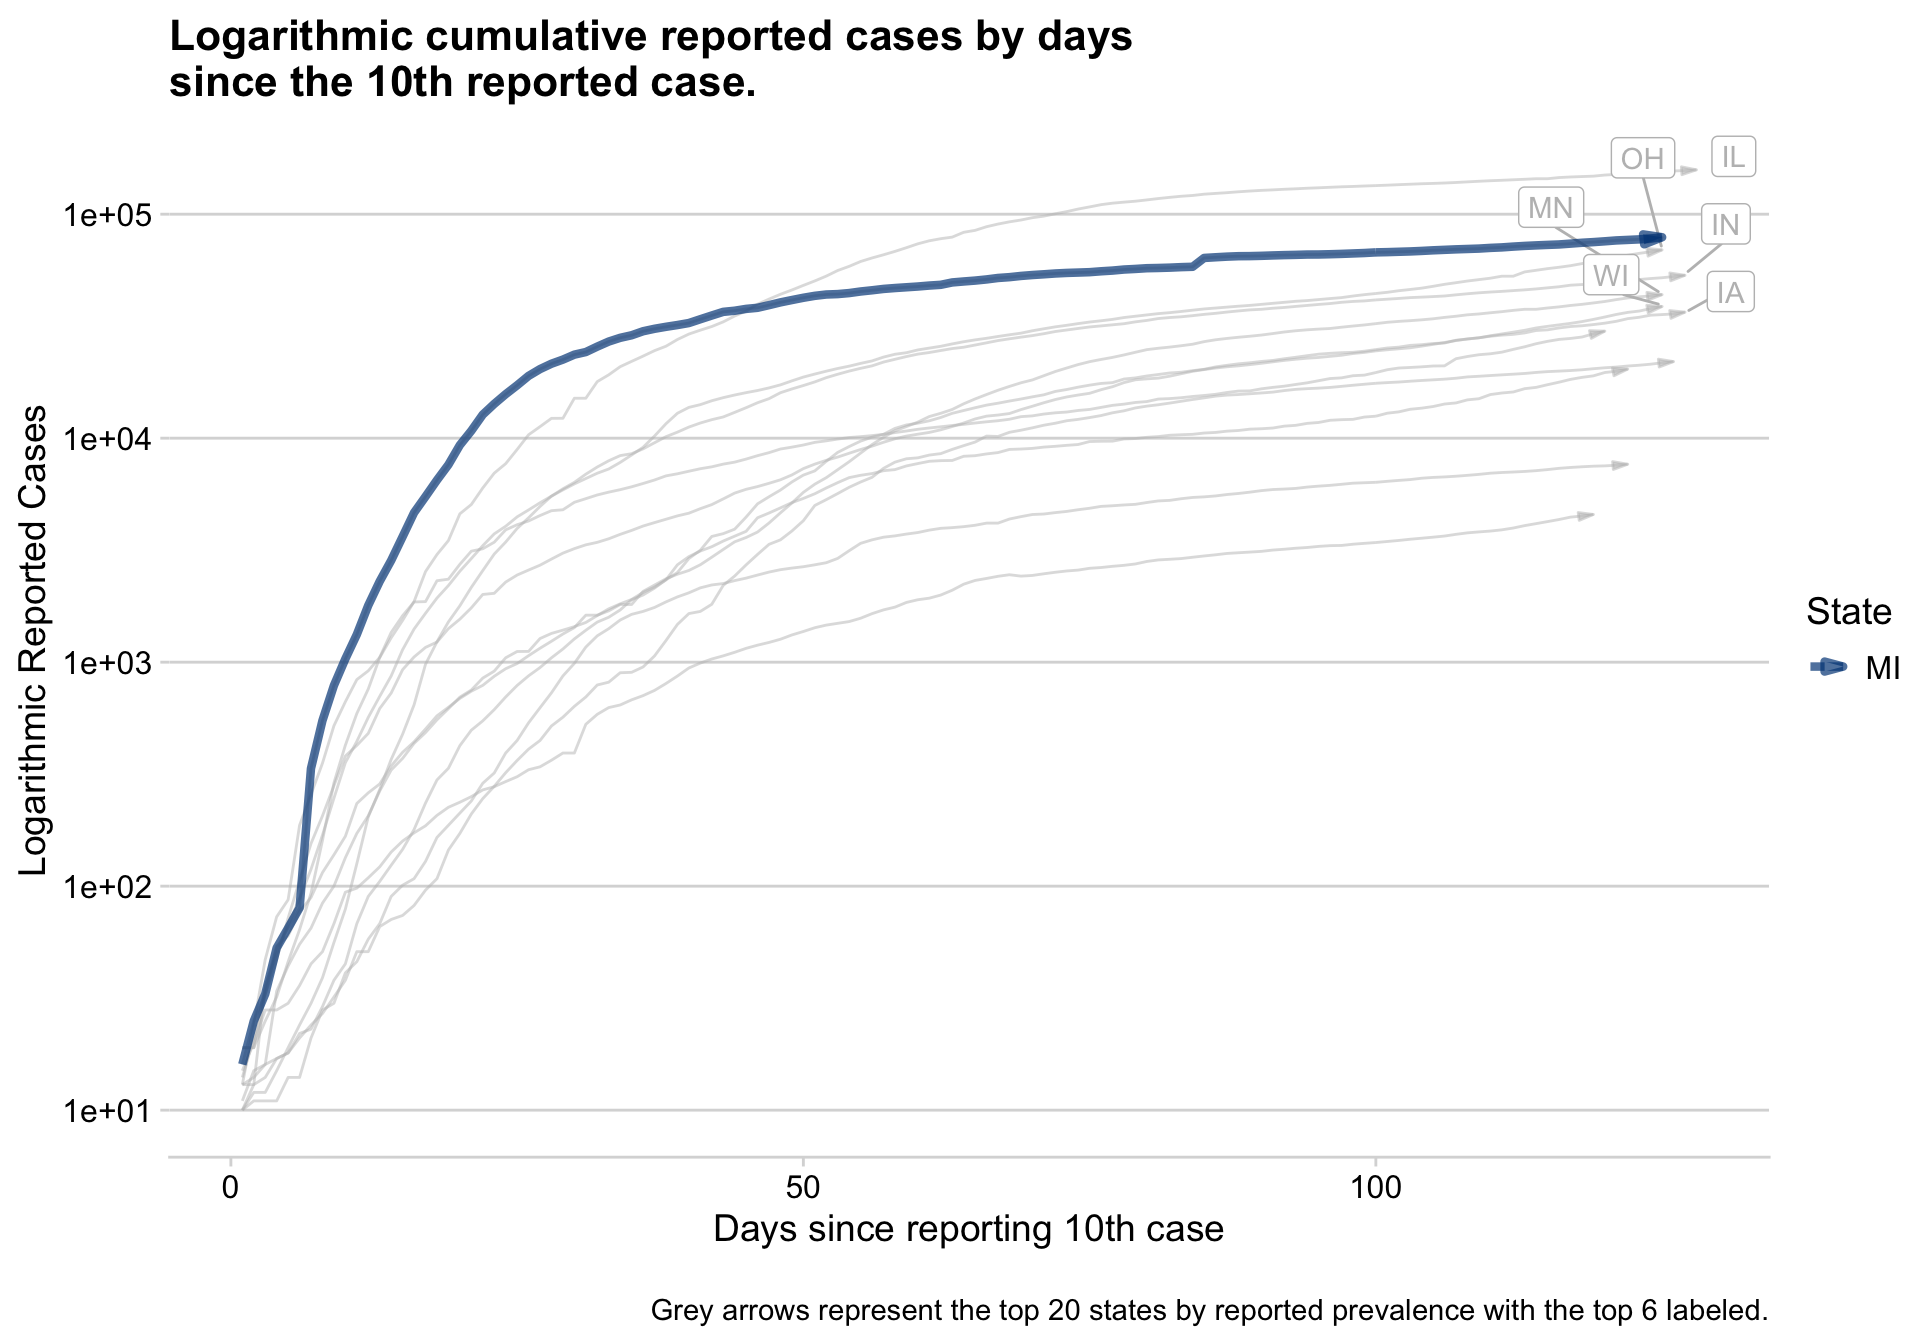 Logarithmic cumulative reported cases by days
since the 10th reported case.
OH
IL
MN
IN
WI
IA
1e+05
1e+04
1e+03
1e+02
1e+01
Logarithmic Reported Cases
State
MI
0
50
100
Days since reporting 10th case
Grey arrows represent the top 20 states by reported prevalence with the top 6 labeled.